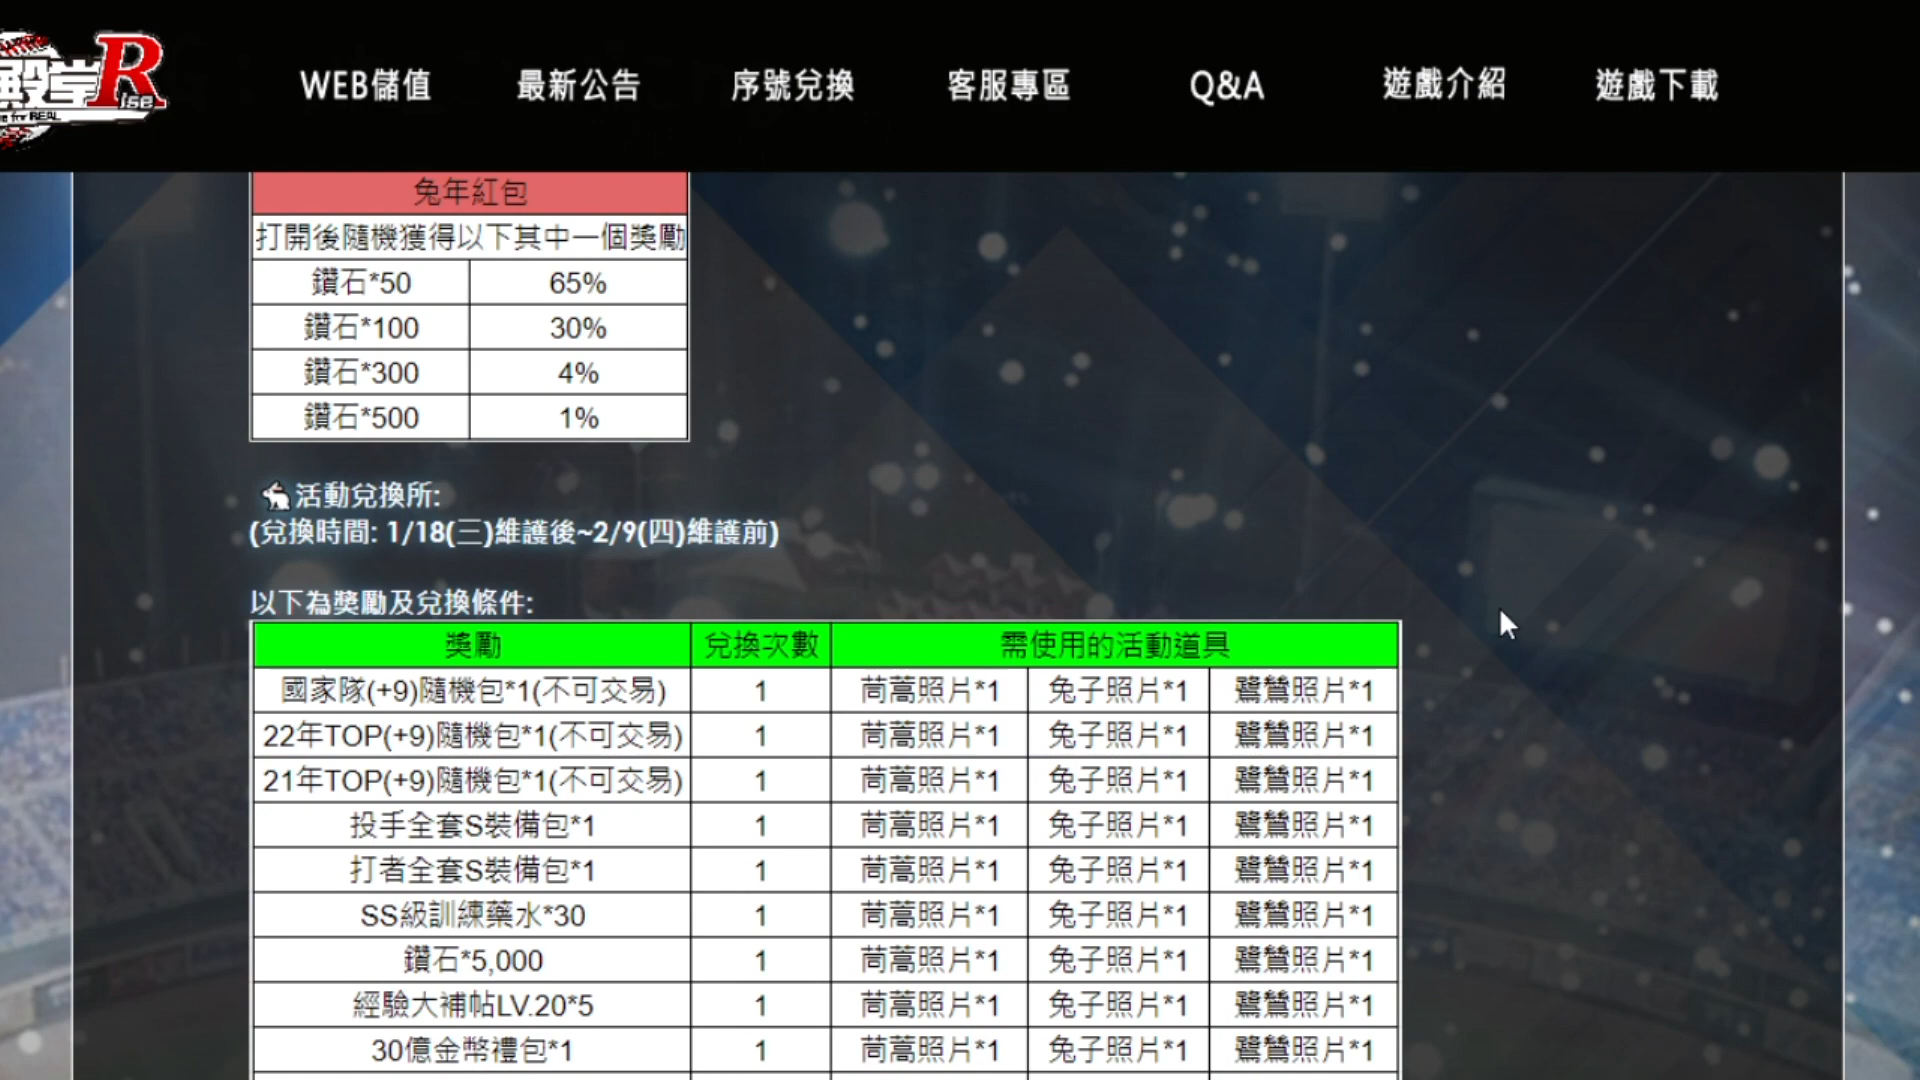 殿堂Rise
WEB儲值 最新公告 序號兌換 客服專區 Q&A 遊戲介紹 遊戲下載
兔年紅包
打開後隨機獲得以下其中一個獎勵
鑽石*50 65%
鑽石*100 30%
鑽石*300 4%
鑽石*500 1%
活動兌換所:
(兌換時間: 1/18(三)維護後~2/9(四)維護前)
以下為獎勵及兌換條件:
獎勵 兌換次數 需使用的活動道具
國家隊(+9)隨機包*1(不可交易) 1 茼蒿照片*1 兔子照片*1 鷺鷥照片*1
22年TOP(+9)隨機包*1(不可交易) 1 茼蒿照片*1 兔子照片*1 鷺鷥照片*1
21年TOP(+9)隨機包*1(不可交易) 1 茼蒿照片*1 兔子照片*1 鷺鷥照片*1
投手全套S裝備包*1 1 茼蒿照片*1 兔子照片*1 鷺鷥照片*1
打者全套S裝備包*1 1 茼蒿照片*1 兔子照片*1 鷺鷥照片*1
SS級訓練藥水*30 1 茼蒿照片*1 兔子照片*1 鷺鷥照片*1
鑽石*5,000 1 茼蒿照片*1 兔子照片*1 鷺鷥照片*1
經驗大補帖LV.20*5 1 茼蒿照片*1 兔子照片*1 鷺鷥照片*1
30億金幣禮包*1 1 茼蒿照片*1 兔子照片*1 鷺鷥照片*1